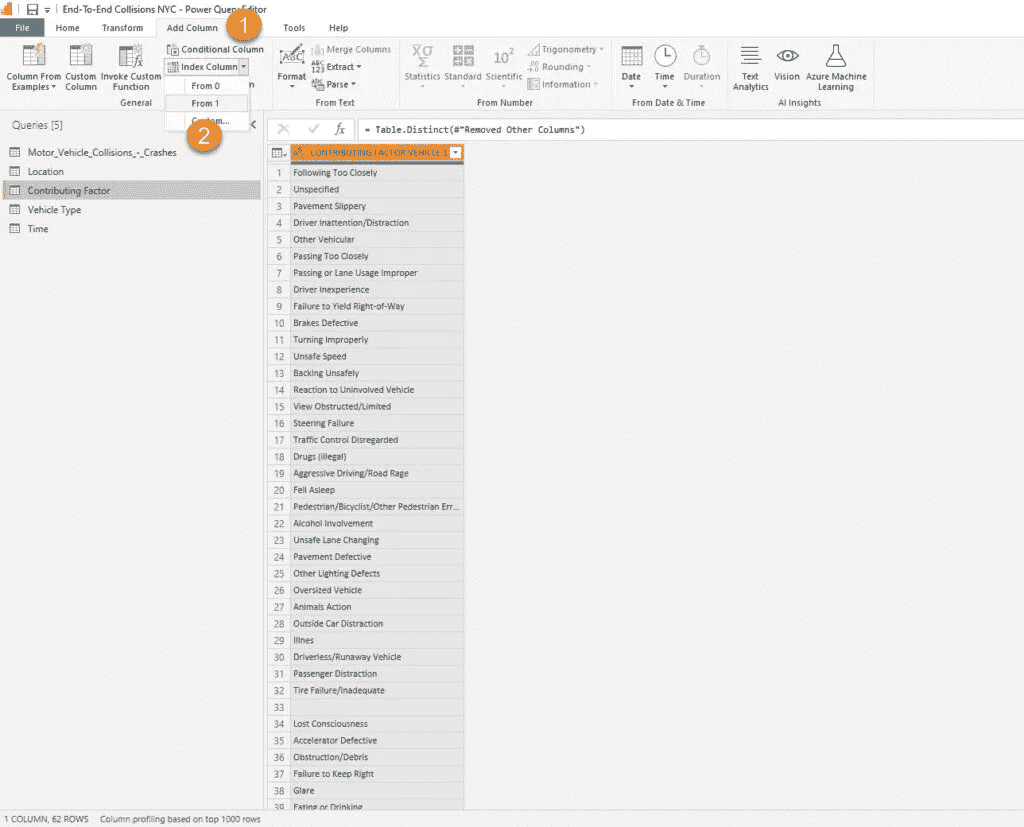 End-To-End Collisions NYC - Power Query Editor
File Home Transform Add Column Tools Help
1
Column From Examples
Custom Column
Invoke Custom Function
Conditional Column
Index Column
From 0
From 1
Custom...
2
General
Format
Merge Columns
Extract
Parse
From Text
Statistics
Standard
Scientific
Trigonometry
Rounding
Information
From Number
Date
Time
Duration
From Date & Time
Text Analytics
Vision
Azure Machine Learning
AI Insights
Queries [5]
Motor_Vehicle_Collisions_-_Crashes
Location
Contributing Factor
Vehicle Type
Time
= Table.Distinct(#"Removed Other Columns")
CONTRIBUTING FACTOR VEHICLE 1
1 Following Too Closely
2 Unspecified
3 Pavement Slippery
4 Driver Inattention/Distraction
5 Other Vehicular
6 Passing Too Closely
7 Passing or Lane Usage Improper
8 Driver Inexperience
9 Failure to Yield Right-of-Way
10 Brakes Defective
11 Turning Improperly
12 Unsafe Speed
13 Backing Unsafely
14 Reaction to Uninvolved Vehicle
15 View Obstructed/Limited
16 Steering Failure
17 Traffic Control Disregarded
18 Drugs (illegal)
19 Aggressive Driving/Road Rage
20 Fell Asleep
21 Pedestrian/Bicyclist/Other Pedestrian Err...
22 Alcohol Involvement
23 Unsafe Lane Changing
24 Pavement Defective
25 Other Lighting Defects
26 Oversized Vehicle
27 Animals Action
28 Outside Car Distraction
29 Illnes
30 Driverless/Runaway Vehicle
31 Passenger Distraction
32 Tire Failure/Inadequate
33
34 Lost Consciousness
35 Accelerator Defective
36 Obstruction/Debris
37 Failure to Keep Right
38 Glare
39 Eating or Drinking
1 COLUMN, 62 ROWS Column profiling based on top 1000 rows